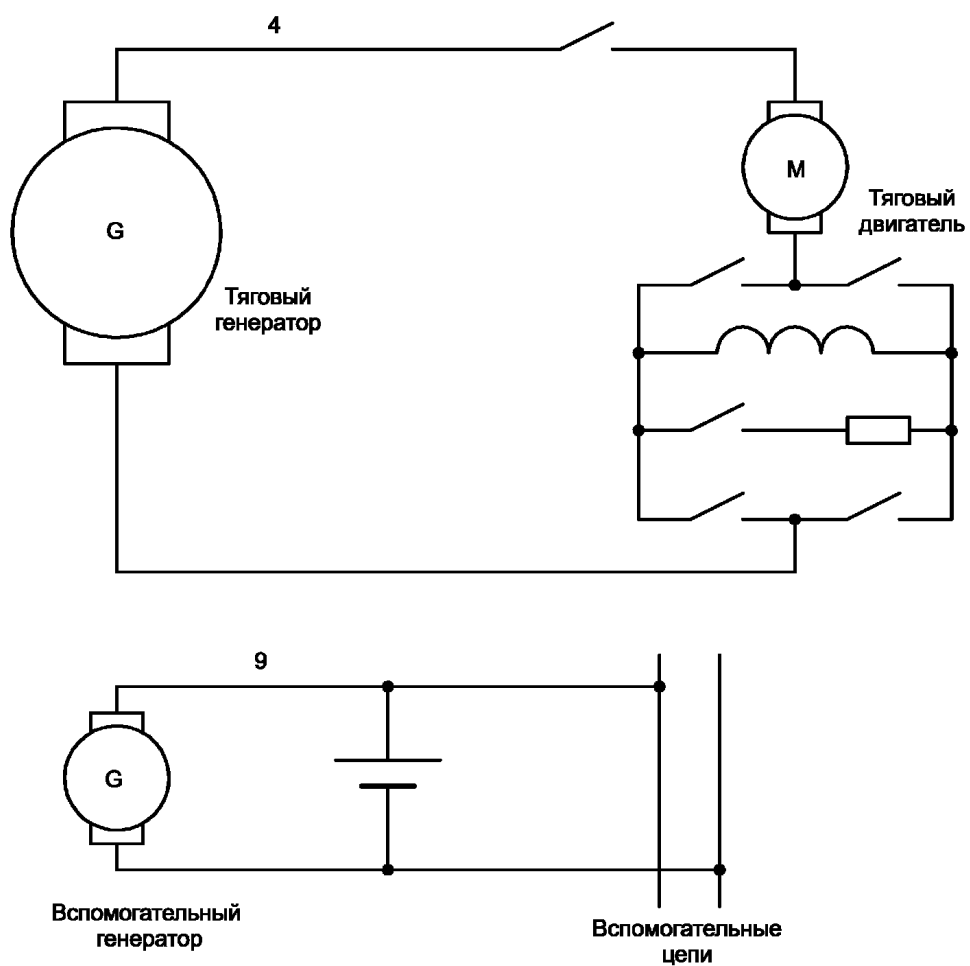 4
G
M
Тяговый
двигатель
Тяговый
генератор
9
G
Вспомогательный
генератор
Вспомогательные
цепи